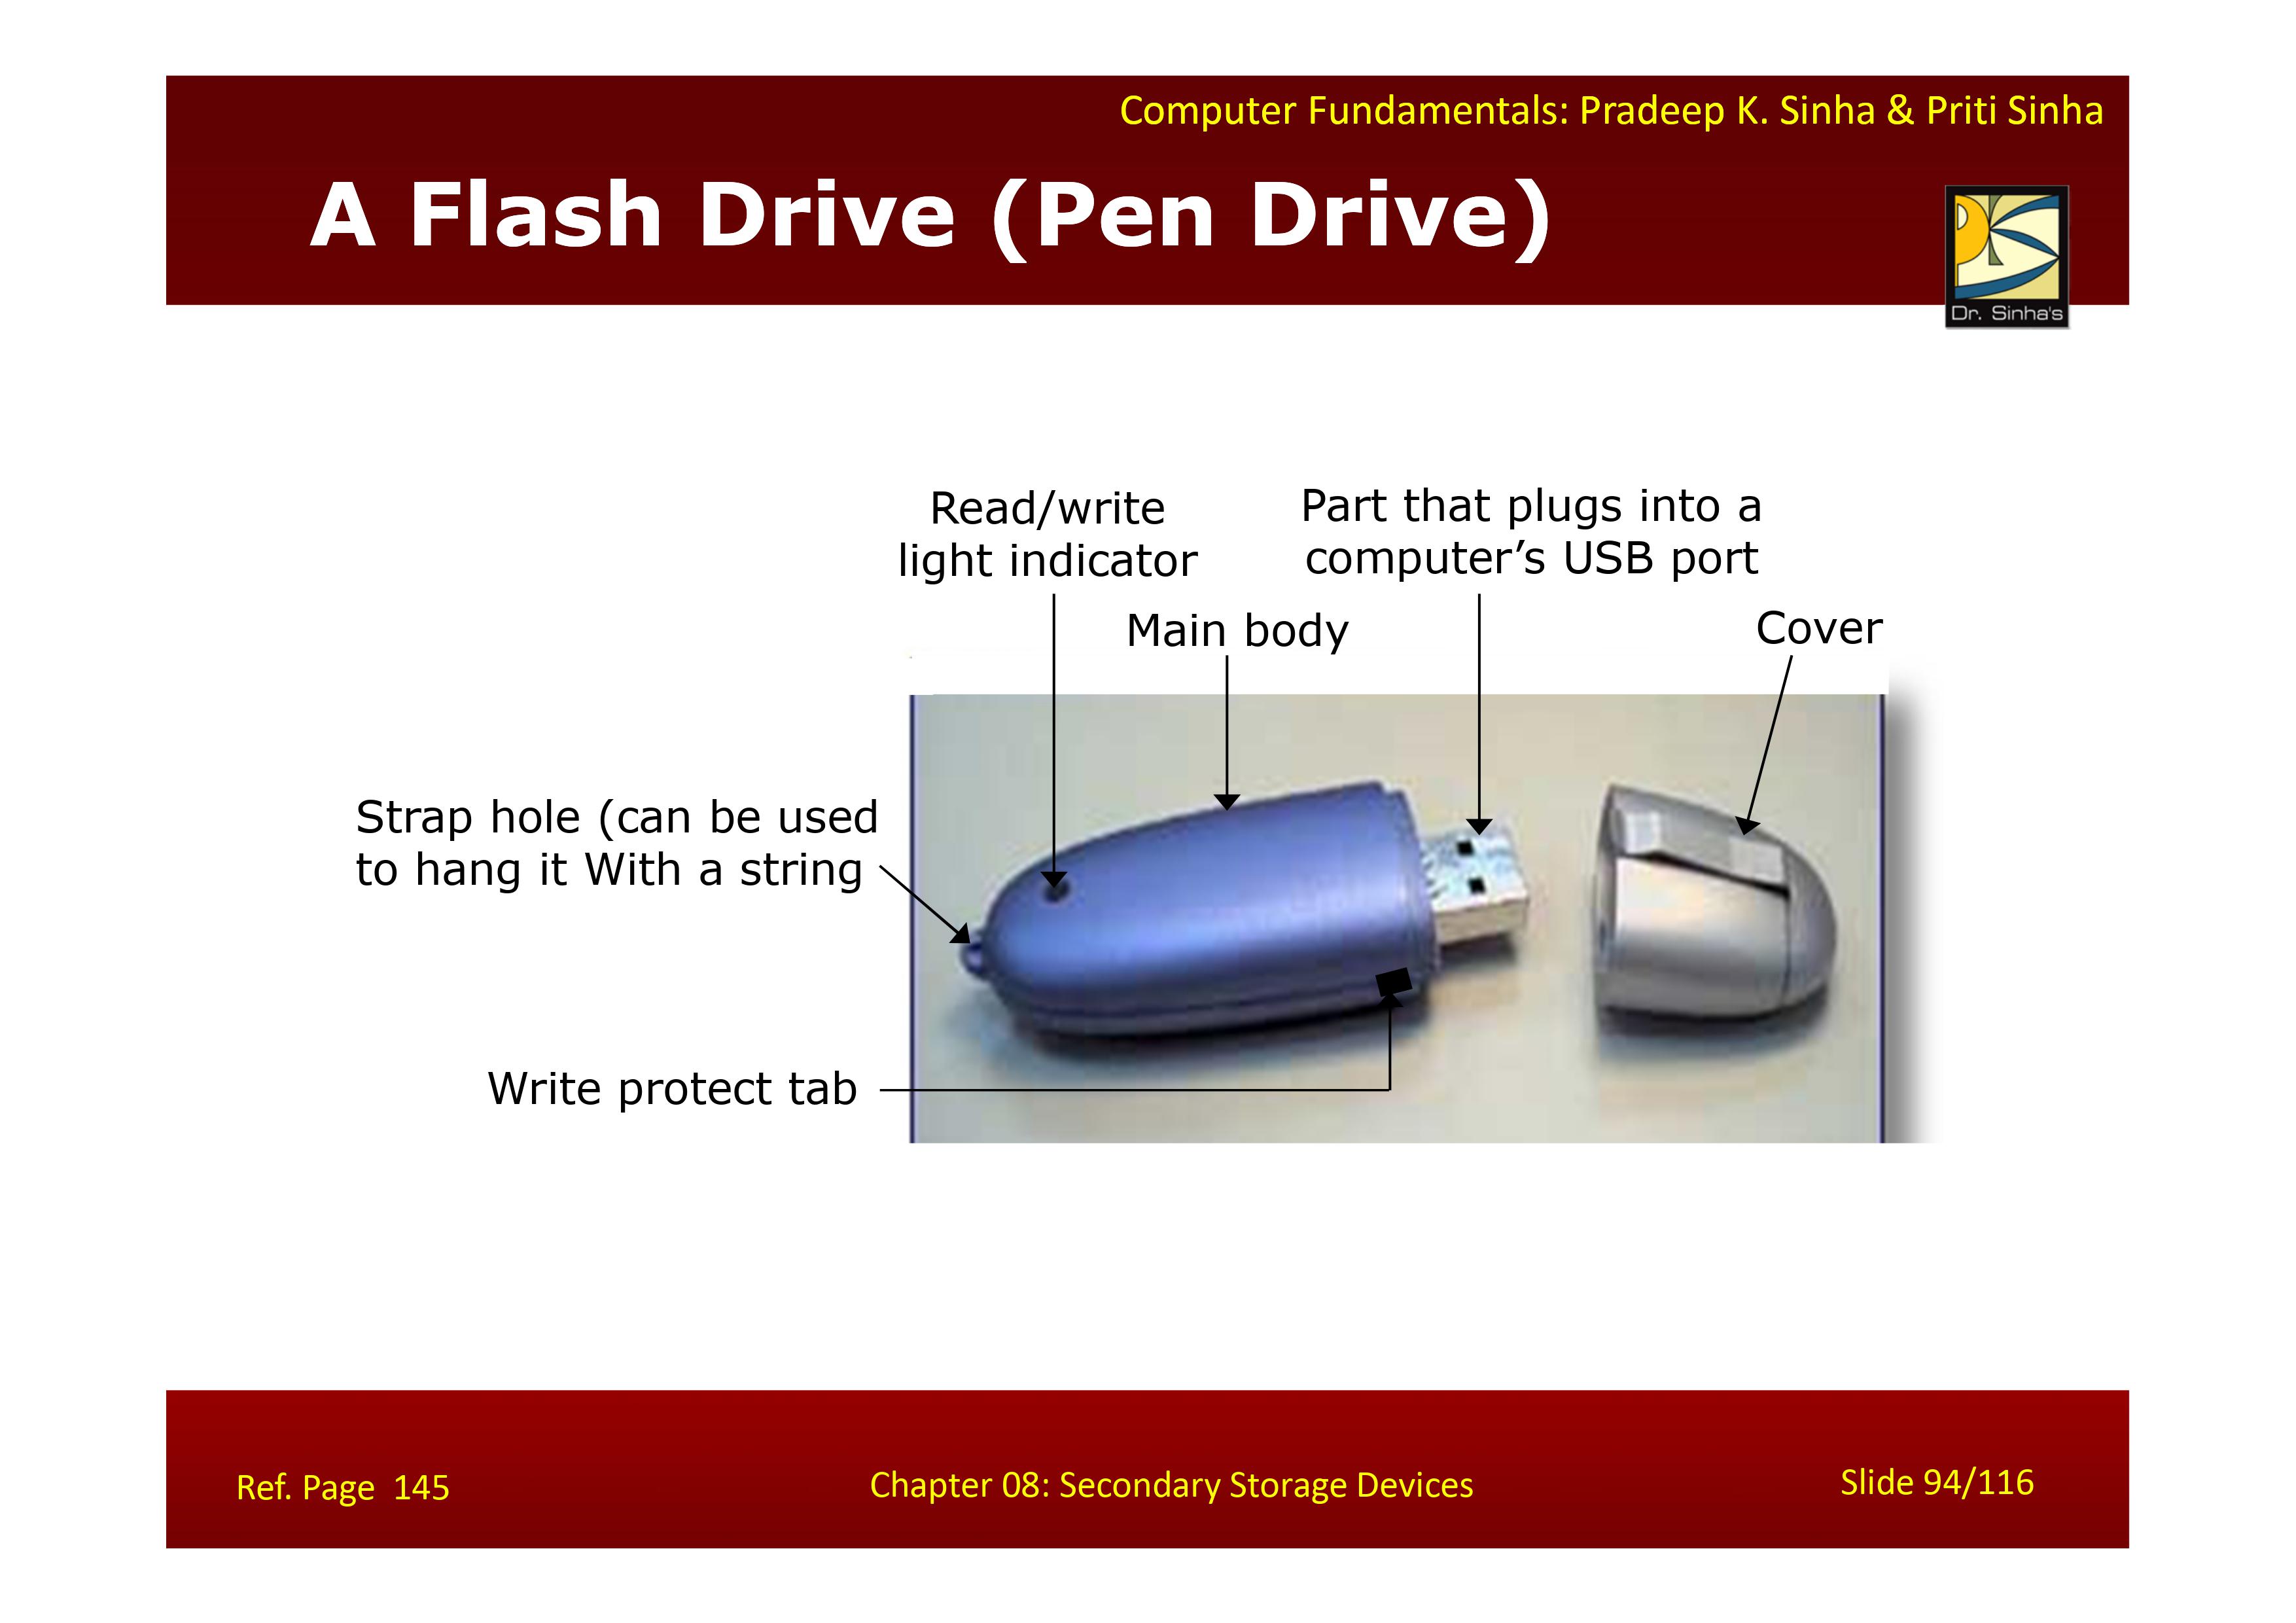 Computer Fundamentals: Pradeep K. Sinha & Priti Sinha
A Flash Drive (Pen Drive)
Dr. Sinha's
Read/write
light indicator
Part that plugs into a
computer’s USB port
Main body
Cover
Strap hole (can be used
to hang it With a string
Write protect tab
Ref. Page  145
Chapter 08: Secondary Storage Devices
Slide 94/116